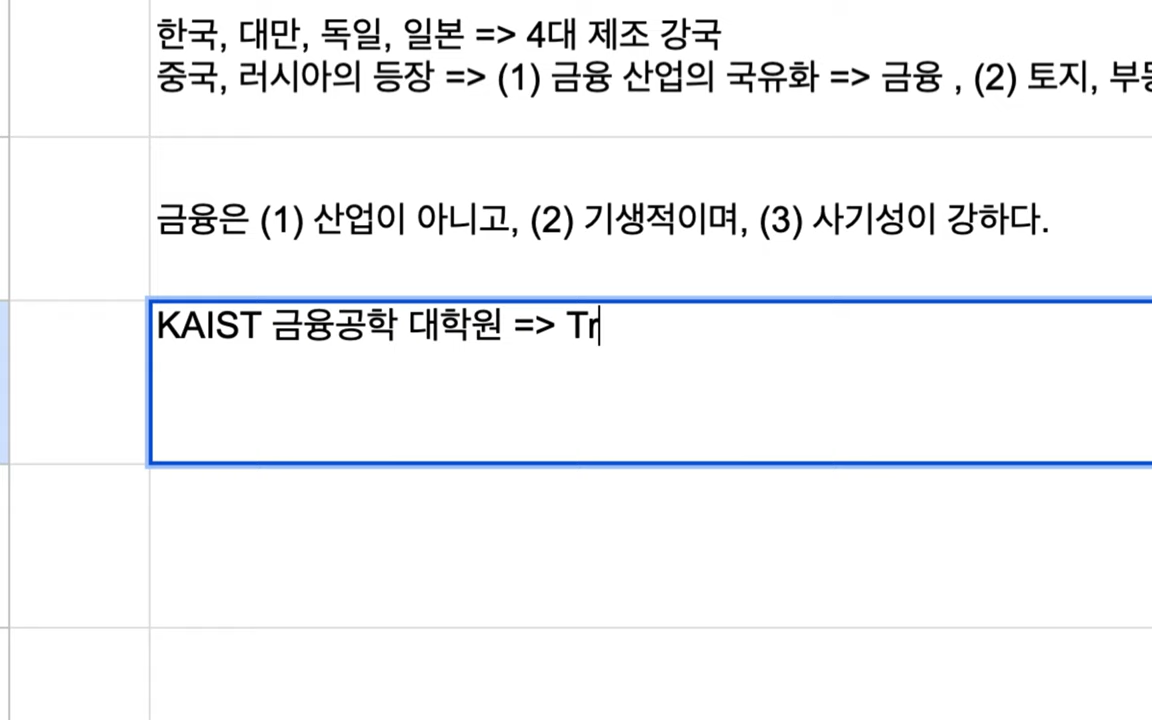 한국, 대만, 독일, 일본 => 4대 제조 강국
중국, 러시아의 등장 => (1) 금융 산업의 국유화 => 금융 , (2) 토지,
금융은 (1) 산업이 아니고, (2) 기생적이며, (3) 사기성이 강하다.
KAIST 금융공학 대학원 => Tr